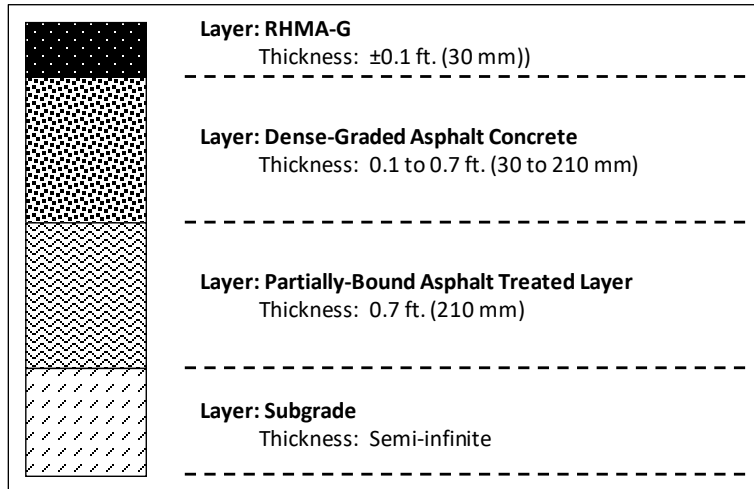 Layer: RHMA-G
Thickness: ±0.1 ft. (30 mm))
Layer: Dense-Graded Asphalt Concrete
Thickness: 0.1 to 0.7 ft. (30 to 210 mm)
Layer: Partially-Bound Asphalt Treated Layer
Thickness: 0.7 ft. (210 mm)
Layer: Subgrade
Thickness: Semi-infinite